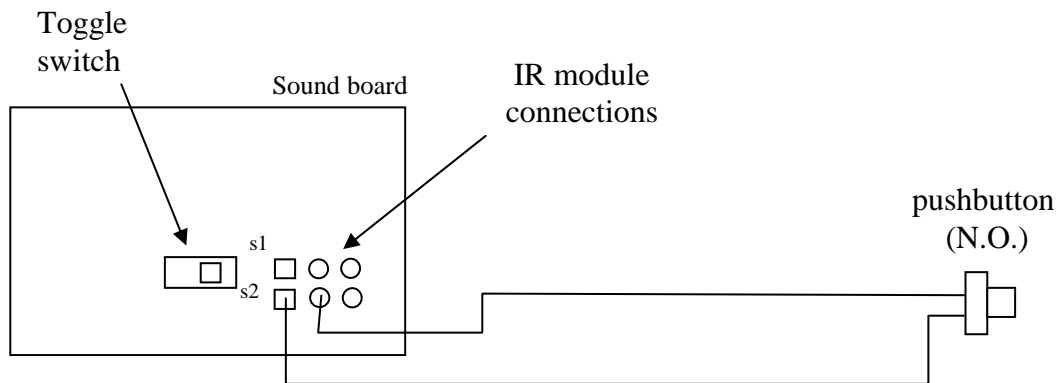 Toggle
switch
Sound board
IR module
connections
pushbutton
(N.O.)
s1
s2